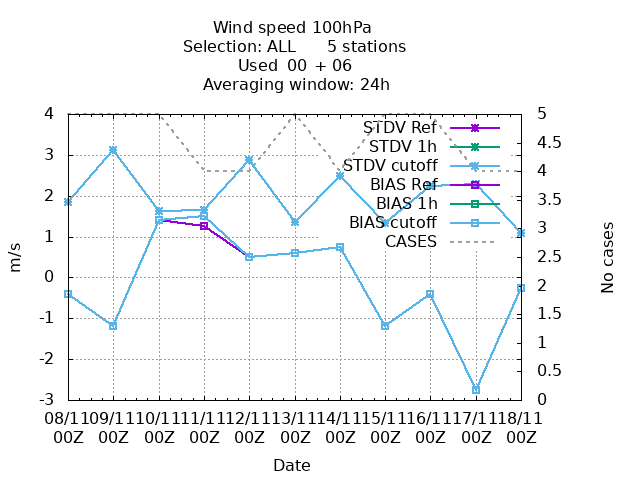 Wind speed 100hPa
Selection: ALL 5 stations
Used 00 + 06
Averaging window: 24h
4
3
2
1
0
-1
-2
-3
m/s
5
4.5
4
3.5
3
2.5
2
1.5
1
0.5
0
No cases
STDV Ref
STDV 1h
STDV cutoff
BIAS Ref
BIAS 1h
BIAS cutoff
CASES
08/11 09/11 10/11 11/11 12/11 13/11 14/11 15/11 16/11 17/11 18/11
00Z 00Z 00Z 00Z 00Z 00Z 00Z 00Z 00Z 00Z 00Z
Date